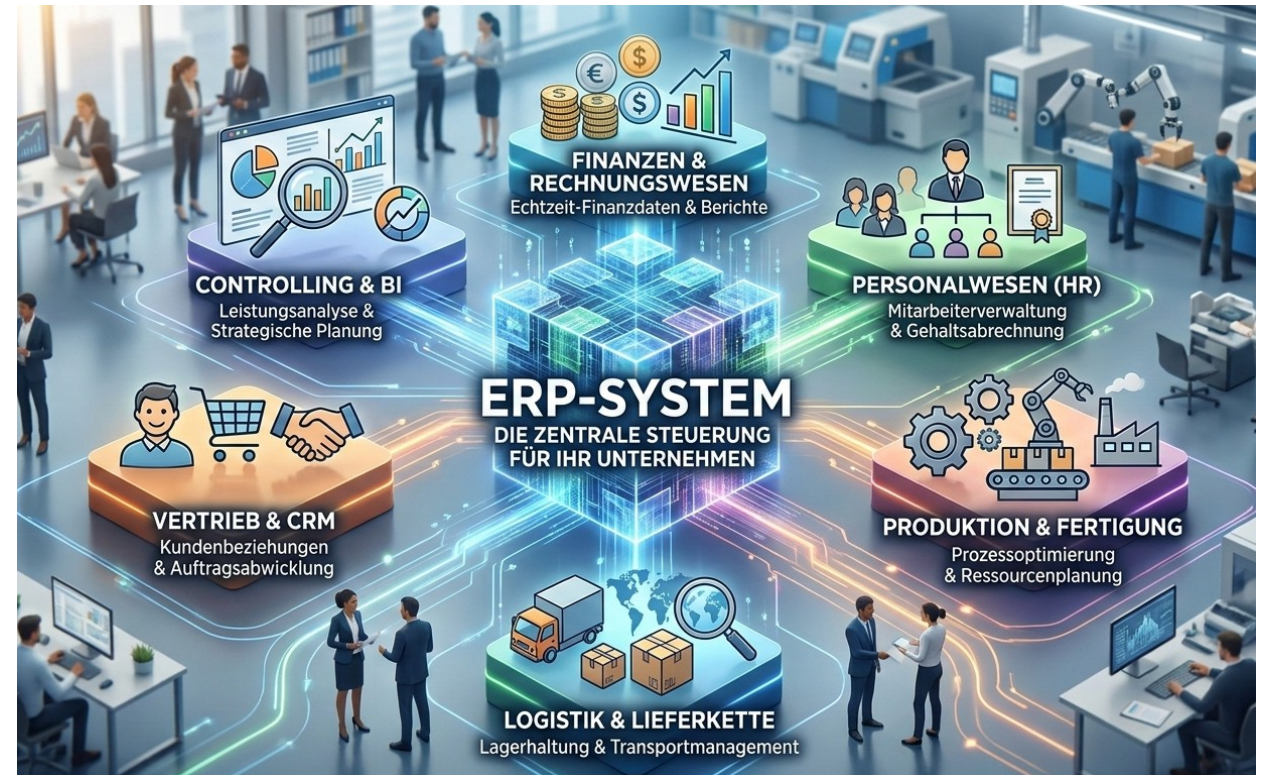 FINANZEN &
RECHNUNGSWESEN
Echtzeit-Finanzdaten & Berichte
CONTROLLING & BI
Leistungsanalyse &
Strategische Planung
PERSONALWESEN (HR)
Mitarbeiterverwaltung
& Gehaltsabrechnung
ERP-SYSTEM
DIE ZENTRALE STEUERUNG
FÜR IHR UNTERNEHMEN
VERTRIEB & CRM
Kundenbeziehungen
& Auftragsabwicklung
PRODUKTION & FERTIGUNG
Prozessoptimierung
& Ressourcenplanung
LOGISTIK & LIEFERKETTE
Lagerhaltung & Transportmanagement